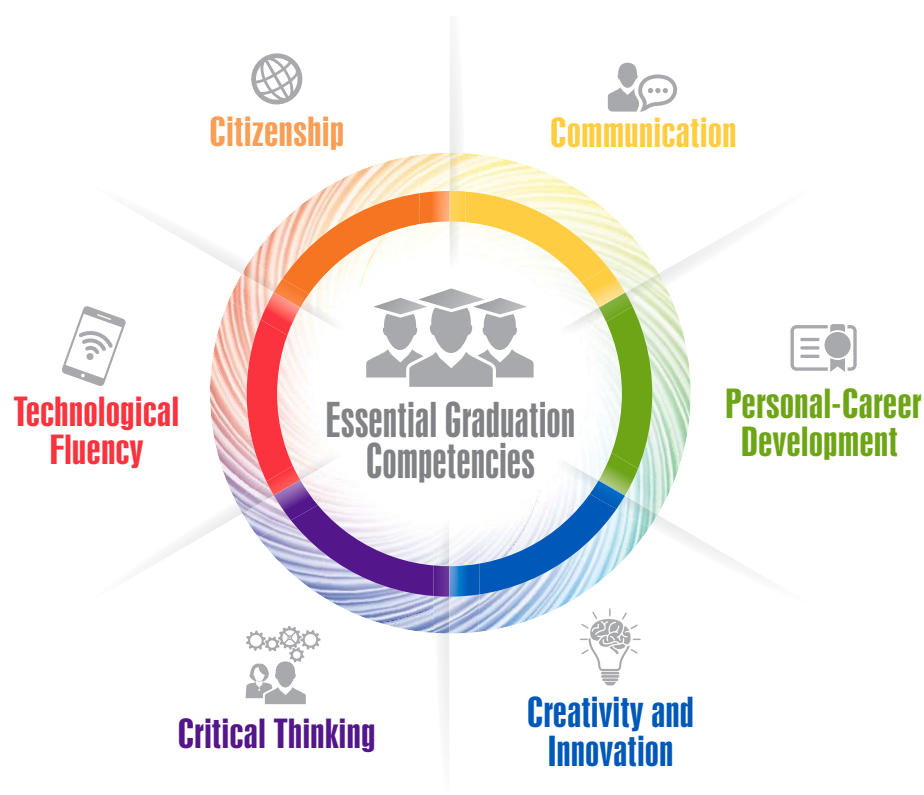 Citizenship
Communication
Technological
Fluency
Essential Graduation
Competencies
Personal-Career
Development
Critical Thinking
Creativity and
Innovation